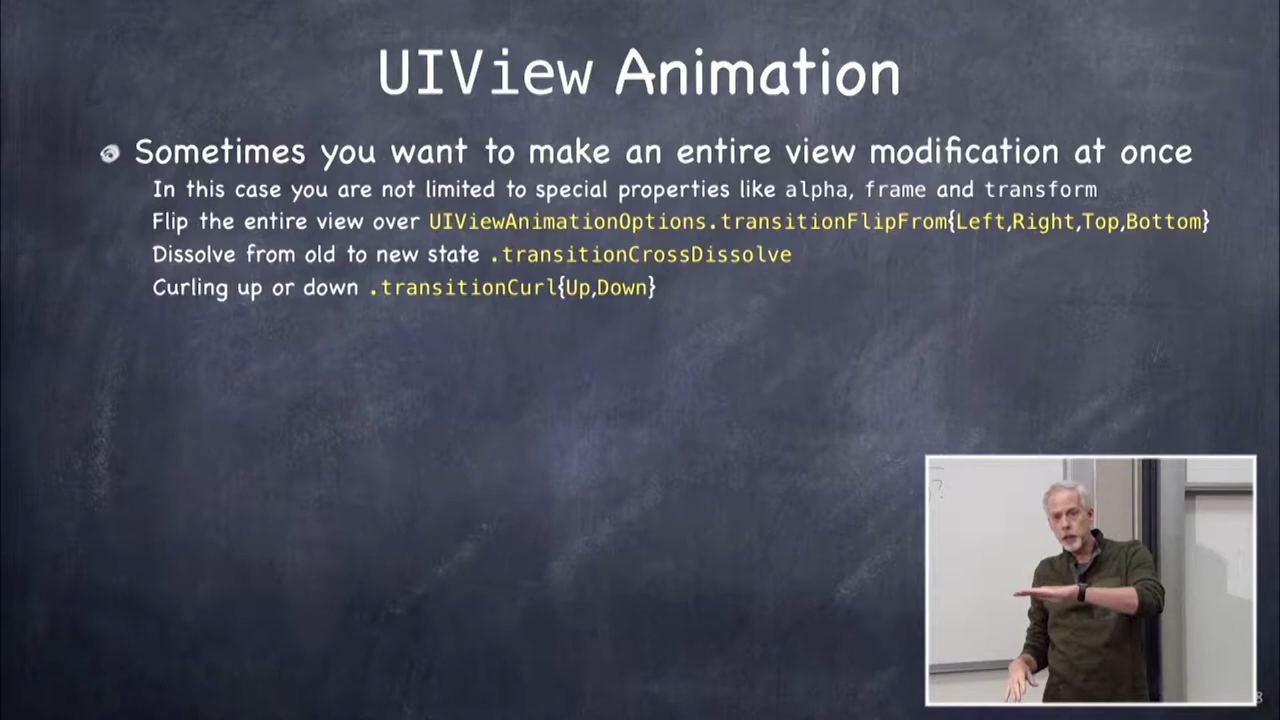 UIView Animation
Sometimes you want to make an entire view modification at once
In this case you are not limited to special properties like alpha, frame and transform
Flip the entire view over UIViewAnimationOptions.transitionFlipFrom{Left,Right,Top,Bottom}
Dissolve from old to new state .transitionCrossDissolve
Curling up or down .transitionCurl{Up,Down}